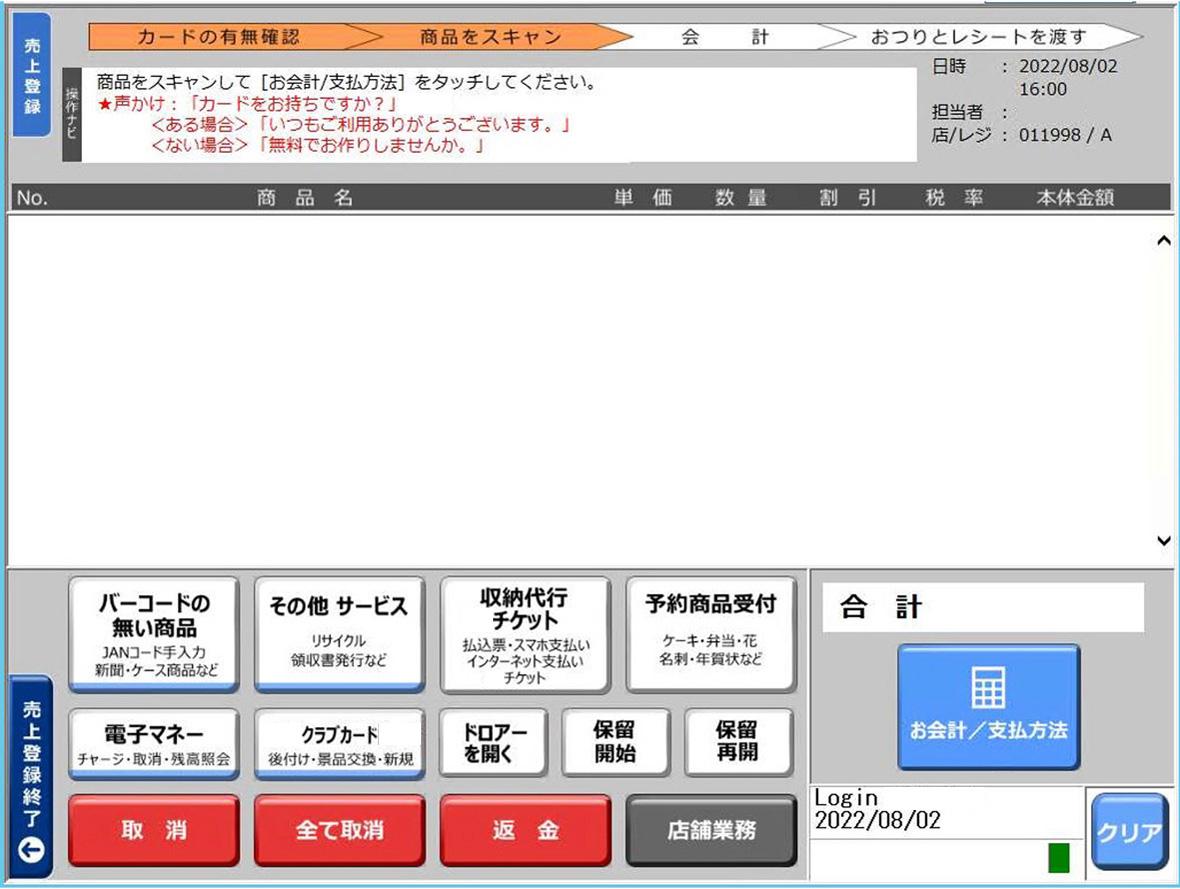 売上登録
カードの有無確認
商品をスキャン
会　計
おつりとレシートを渡す
操作ナビ
商品をスキャンして［お会計/支払方法］をタッチしてください。
★声かけ：「カードをお持ちですか？」
＜ある場合＞「いつもご利用ありがとうございます。」
＜ない場合＞「無料でお作りしませんか。」
日時　：2022/08/02
16:00
担当者　：
店/レジ：011998 / A
No.　商品名　単価　数量　割引　税率　本体金額
バーコードの
無い商品
JANコード手入力
新聞・ケース商品など
その他 サービス
リサイクル
領収書発行など
収納代行
チケット
払込票・スマホ支払い
インターネット支払い
チケット
予約商品受付
ケーキ・弁当・花
名刺・年賀状など
合　計
お会計／支払方法
売上登録終了
電子マネー
チャージ・取消・残高照会
クラブカード
後付け・景品交換・新規
ドロアー
を開く
保留
開始
保留
再開
取　消
全て取消
返　金
店舗業務
Login
2022/08/02
クリア